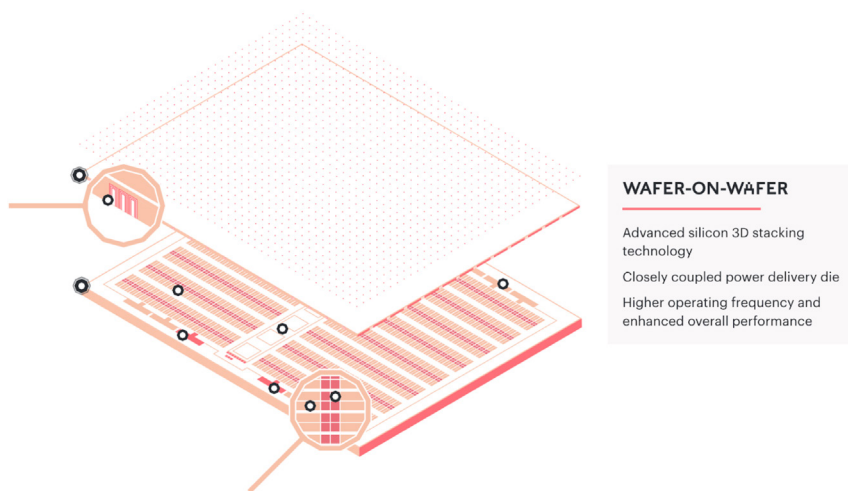 WAFER-ON-WAFER
Advanced silicon 3D stacking
technology
Closely coupled power delivery die
Higher operating frequency and
enhanced overall performance